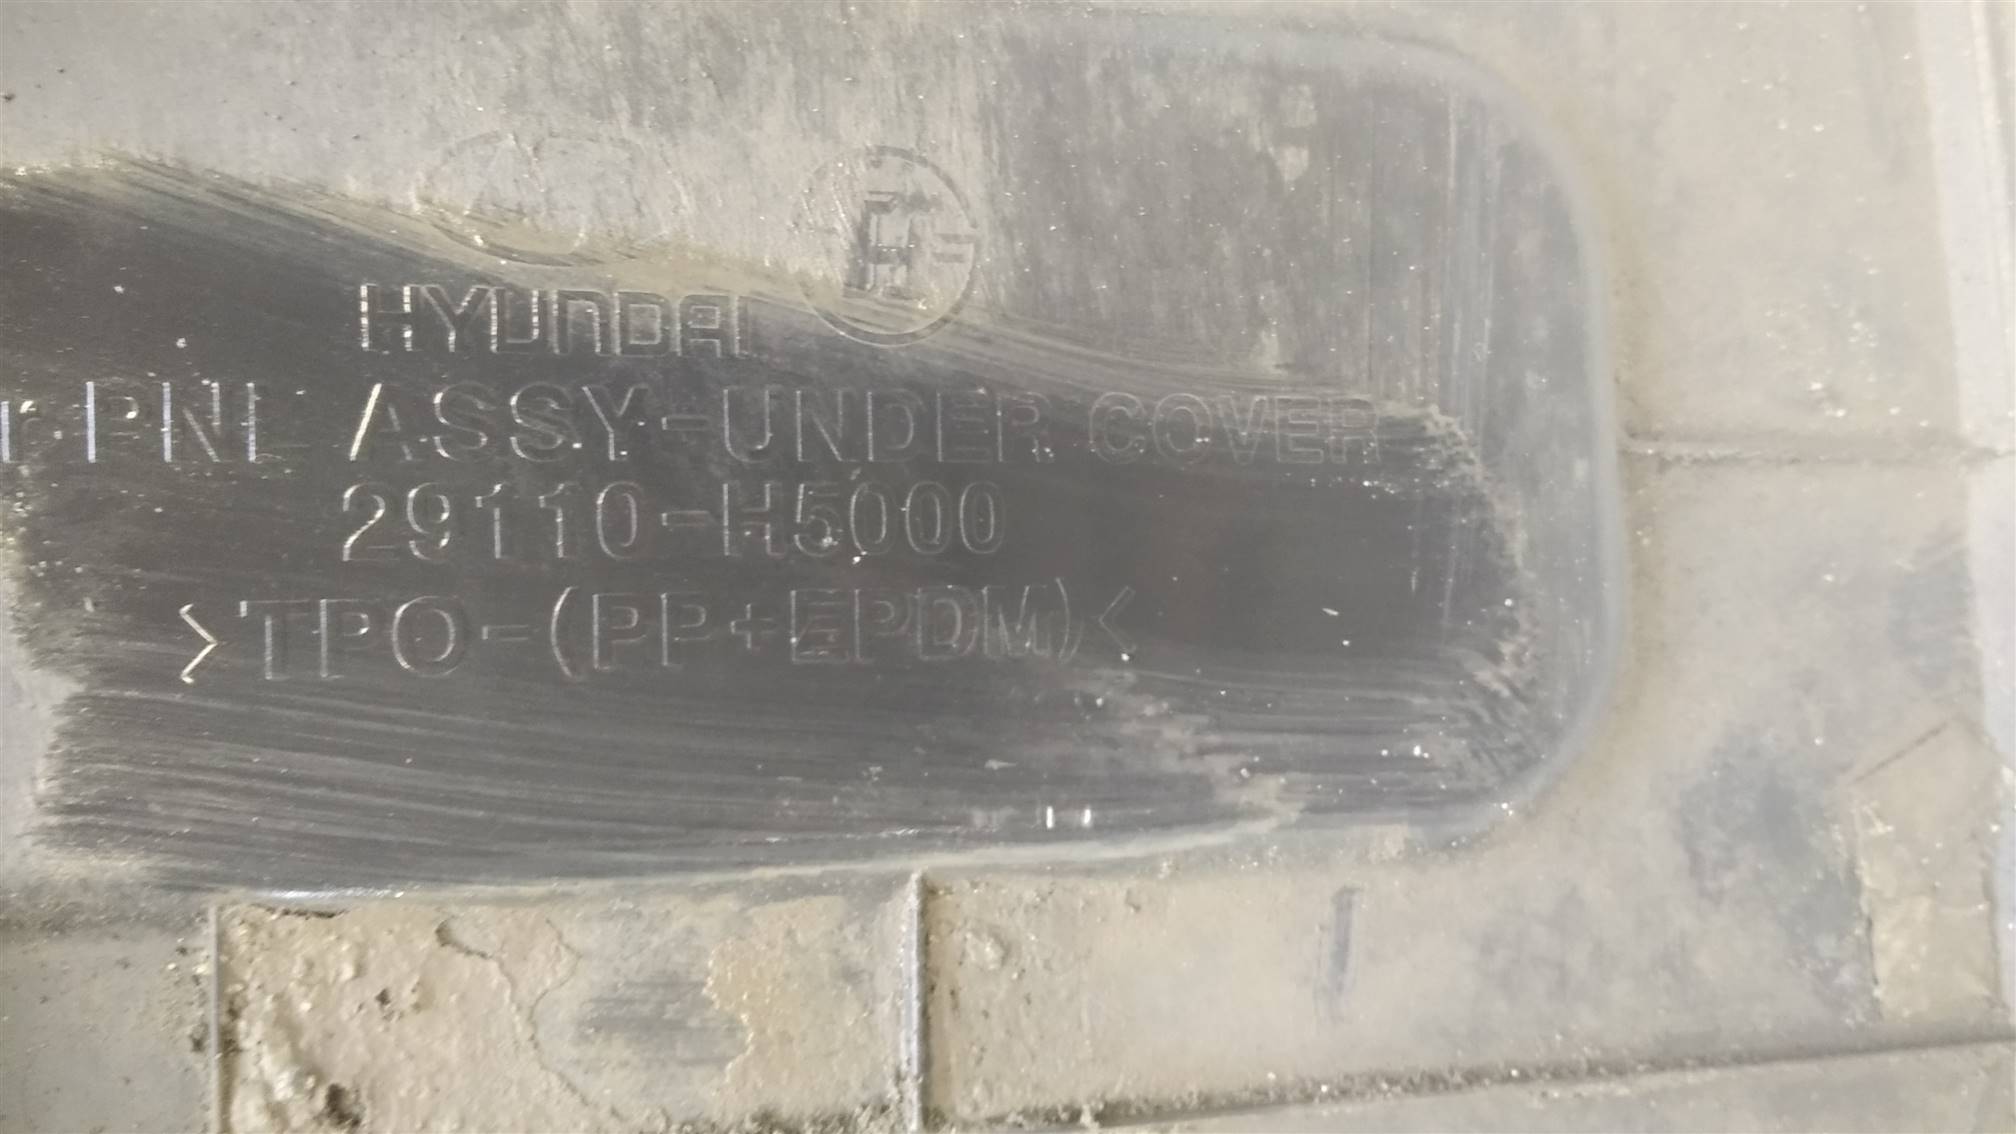 HYUNDAI
PNL ASSY-UNDER COVER
29110-H5000
>TPO-(PP+EPDM)<